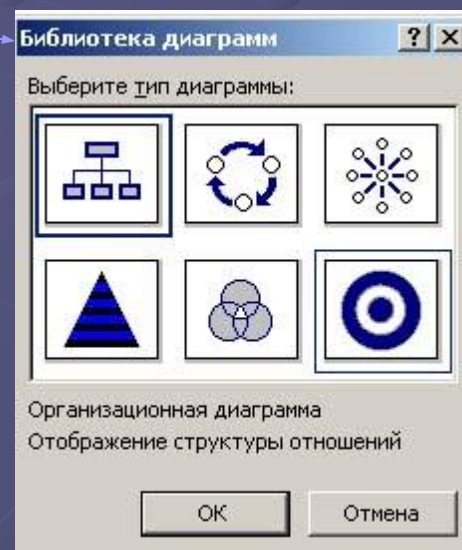 Библиотека диаграмм
Выберите тип диаграммы:
Организационная диаграмма
Отображение структуры отношений
ОК
Отмена